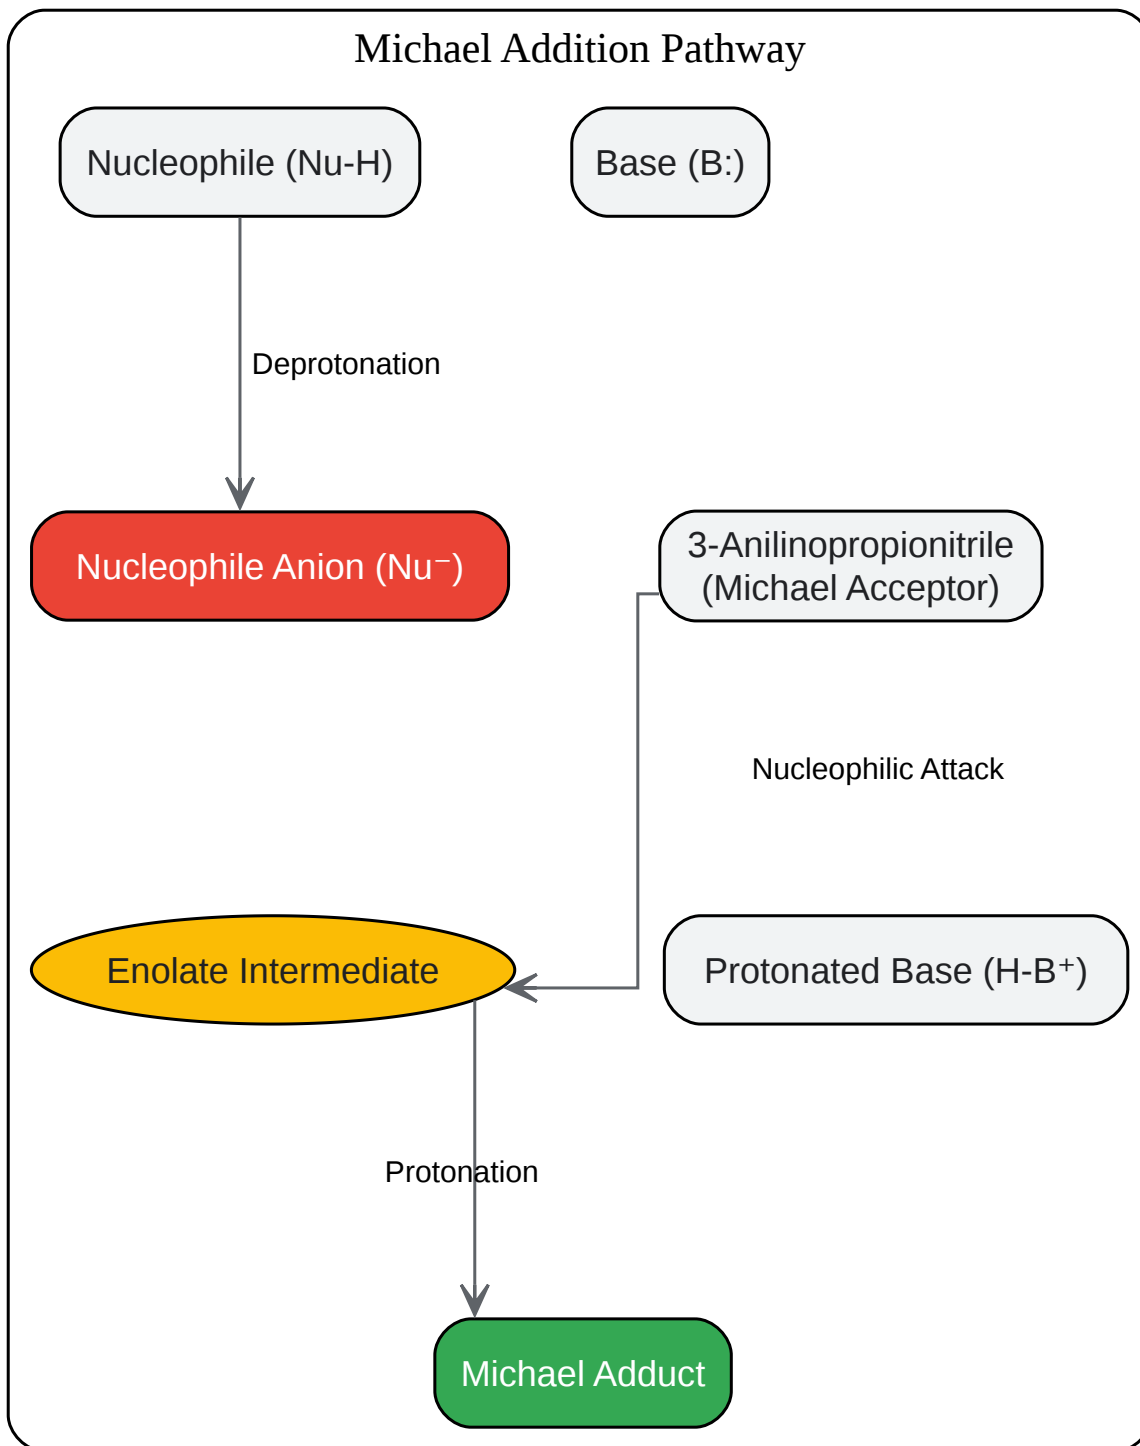 Michael Addition Pathway
Nucleophile (Nu-H)
Base (B:)
Deprotonation
Nucleophile Anion (Nu⁻)
3-Anilinopropionitrile
(Michael Acceptor)
Nucleophilic Attack
Enolate Intermediate
Protonated Base (H-B⁺)
Protonation
Michael Adduct